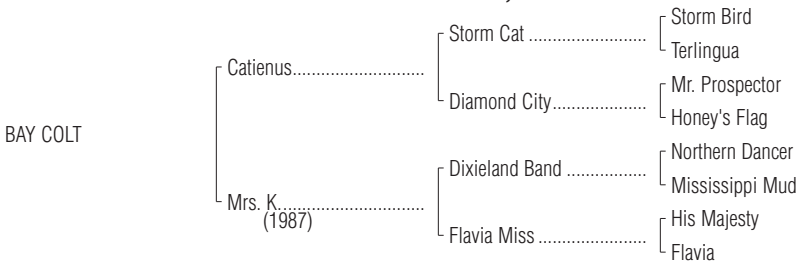 Storm Bird
Storm Cat ........................
Terlingua
Catienus...........................
Mr. Prospector
Diamond City...................
Honey's Flag
BAY COLT
Northern Dancer
Dixieland Band ................
Mississippi Mud
Mrs. K..............................
(1987)
His Majesty
Flavia Miss ......................
Flavia